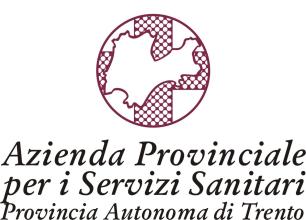 Azienda Provinciale
per i Servizi Sanitari
Provincia Autonoma di Trento